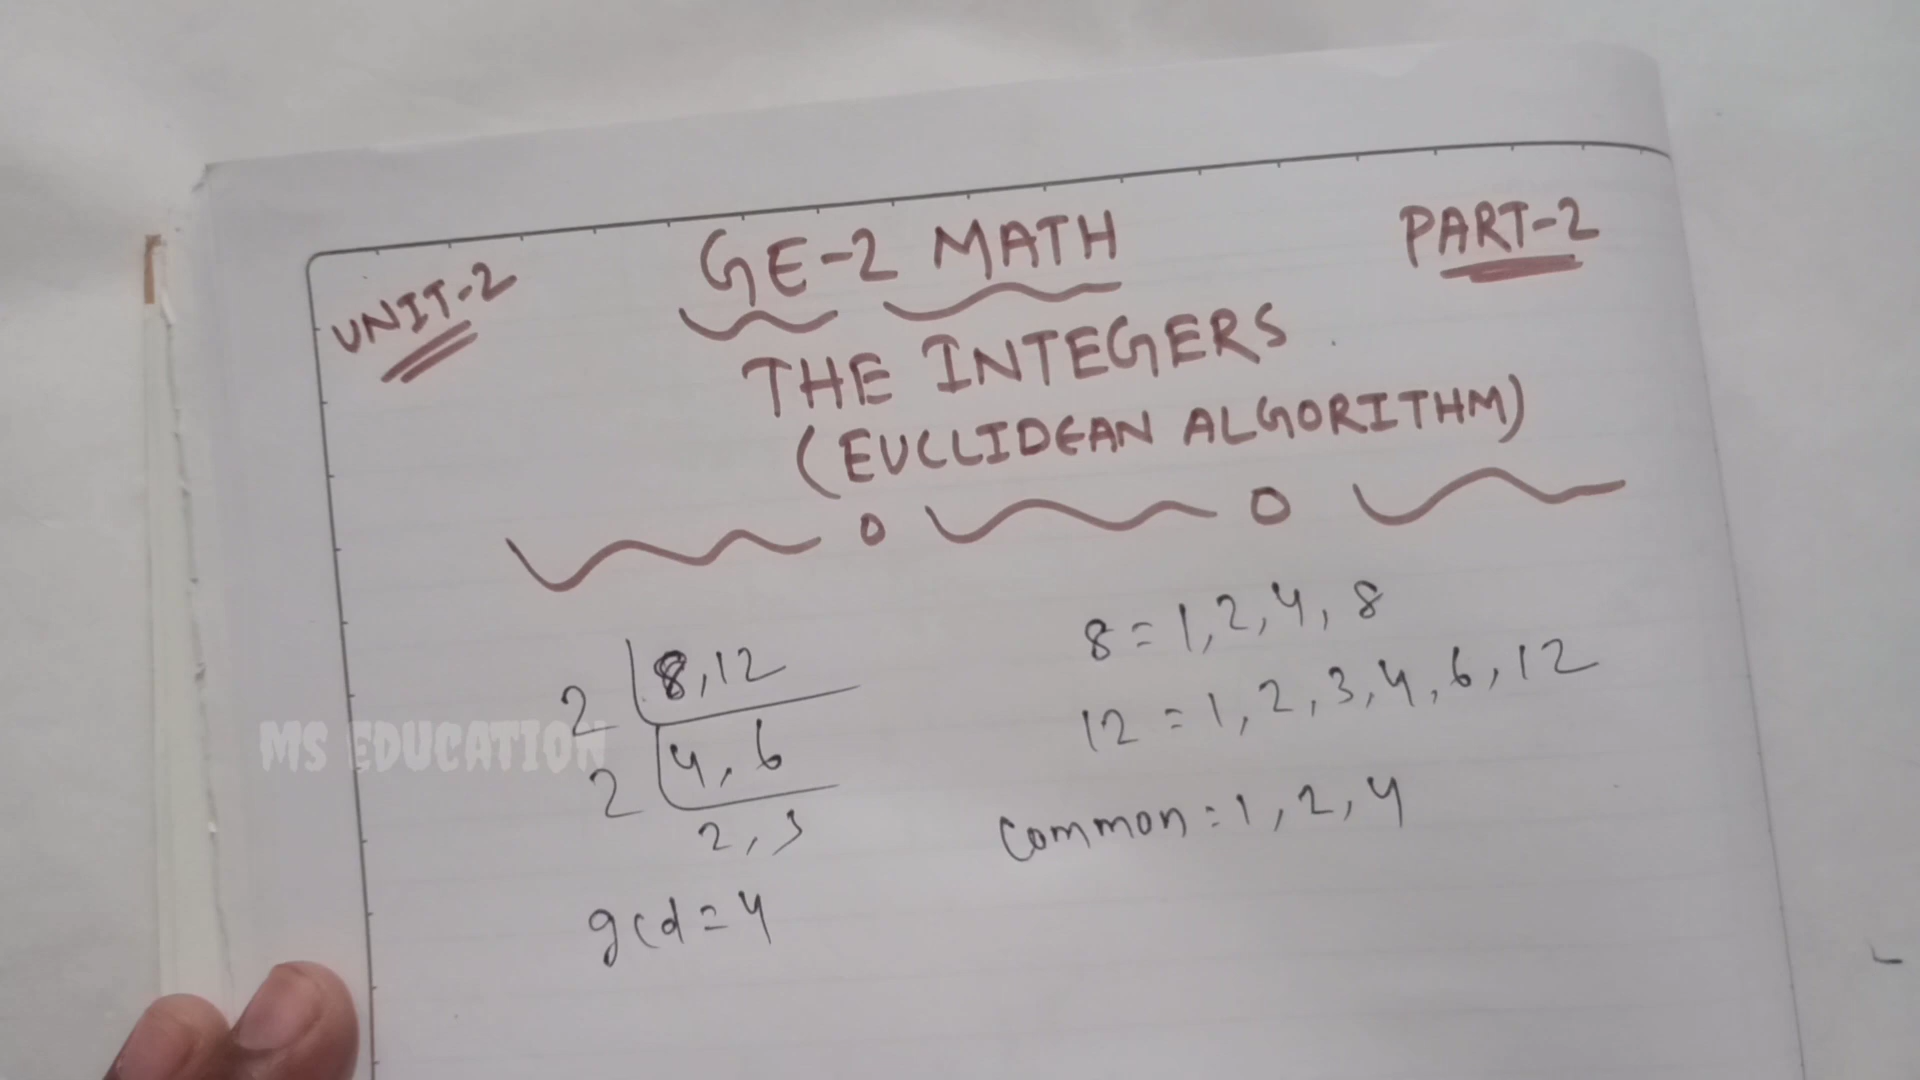 UNIT-2
GE-2 MATH
PART-2
THE INTEGERS
(EUCLIDEAN ALGORITHM)
2 8, 12
2 4, 6
2, 3
gcd = 4
8 = 1, 2, 4, 8
12 = 1, 2, 3, 4, 6, 12
Common = 1, 2, 4
MS EDUCATION